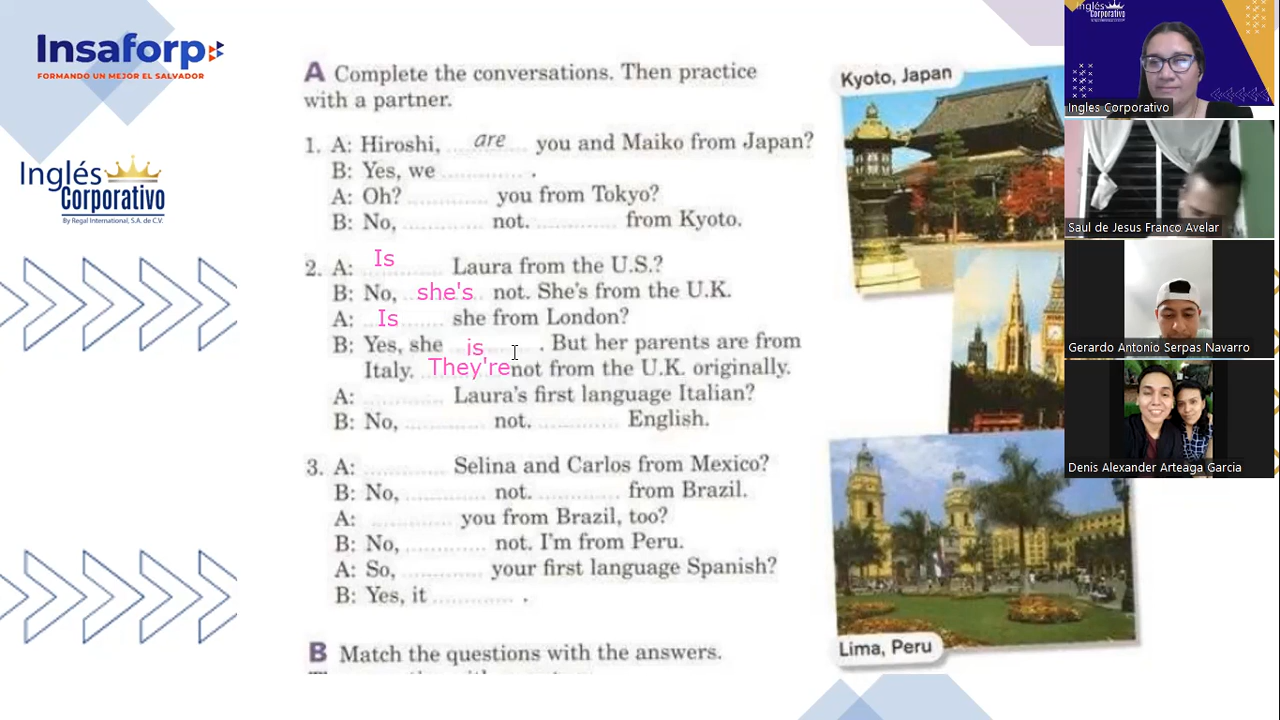 Insaforp
FORMANDO UN MEJOR EL SALVADOR
Inglés
Corporativo
By Regal International, S.A. de C.V.
A Complete the conversations. Then practice
with a partner.
1. A: Hiroshi, are you and Maiko from Japan?
B: Yes, we ............ .
A: Oh? ............ you from Tokyo?
B: No, ............ not. ............ from Kyoto.
2. A: Is Laura from the U.S.?
B: No, she's not. She's from the U.K.
A: Is she from London?
B: Yes, she is . But her parents are from
Italy. They're not from the U.K. originally.
A: ............ Laura's first language Italian?
B: No, ............ not. ............ English.
3. A: ............ Selina and Carlos from Mexico?
B: No, ............ not. ............ from Brazil.
A: ............ you from Brazil, too?
B: No, ............ not. I'm from Peru.
A: So, ............ your first language Spanish?
B: Yes, it ............ .
B Match the questions with the answers.
Kyoto, Japan
Lima, Peru
Inglés
Corporativo
Ingles Corporativo
Saul de Jesus Franco Avelar
Gerardo Antonio Serpas Navarro
Denis Alexander Arteaga Garcia